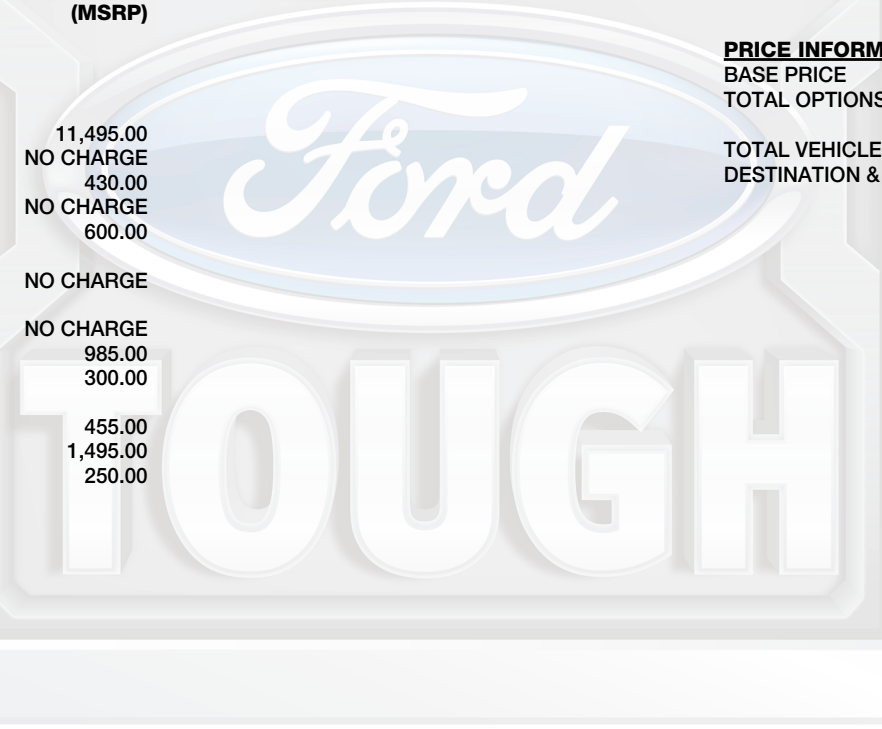 (MSRP)
11,495.00
NO CHARGE
430.00
NO CHARGE
600.00
NO CHARGE
NO CHARGE
985.00
300.00
455.00
1,495.00
250.00
PRICE INFORM
BASE PRICE
TOTAL OPTIONS
TOTAL VEHICLE
DESTINATION &
Ford
TOUGH